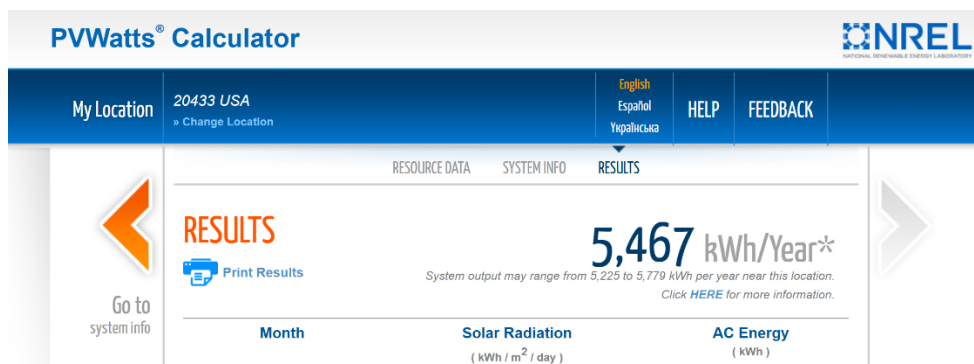 PVWatts® Calculator
NREL
NATIONAL RENEWABLE ENERGY LABORATORY
My Location
20433 USA
» Change Location
English
Español
Українська
HELP
FEEDBACK
RESOURCE DATA SYSTEM INFO RESULTS
RESULTS
Print Results
5,467 kWh/Year*
System output may range from 5,225 to 5,779 kWh per year near this location.
Click HERE for more information.
Go to
system info
Month Solar Radiation AC Energy
( kWh / m2 / day ) ( kWh )